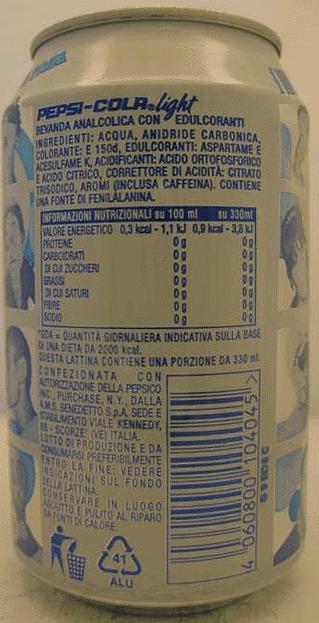 PEPSI-COLA® light
BEVANDA ANALCOLICA CON EDULCORANTI
INGREDIENTI: ACQUA, ANIDRIDE CARBONICA,
COLORANTE: E 150d, EDULCORANTI: ASPARTAME E
ACESULFAME K, ACIDIFICANTI: ACIDO ORTOFOSFORICO
E ACIDO CITRICO, CORRETTORE DI ACIDITÀ: CITRATO
TRISODICO, AROMI (INCLUSA CAFFEINA). CONTIENE
UNA FONTE DI FENILALANINA.
INFORMAZIONI NUTRIZIONALI su 100 ml su 330ml
VALORE ENERGETICO 0,3 kcal - 1,1 kJ 0,9 kcal - 3,8 kJ
PROTEINE 0g 0g
CARBOIDRATI 0g 0g
DI CUI ZUCCHERI 0g 0g
GRASSI 0g 0g
DI CUI SATURI 0g 0g
FIBRE 0g 0g
SODIO 0g 0g
*GDA = QUANTITÀ GIORNALIERA INDICATIVA SULLA BASE
DI UNA DIETA DA 2000 kcal.
QUESTA LATTINA CONTIENE UNA PORZIONE DA 330 ml.
CONFEZIONATA CON
AUTORIZZAZIONE DELLA PEPSICO
INC., PURCHASE, N.Y., DALLA
A.M.S. BENEDETTO S.p.A. SEDE E
STABILIMENTO VIALE KENNEDY,
65 - SCORZE' (VE) ITALIA.
LOTTO DI PRODUZIONE E DA
CONSUMARSI PREFERIBILMENTE
ENTRO LA FINE: VEDERE
INDICAZIONI SUL FONDO
DELLA LATTINA.
CONSERVARE IN LUOGO
ASCIUTTO E PULITO AL RIPARO
DA FONTI DI CALORE.
4 060800 104045 >
41
ALU